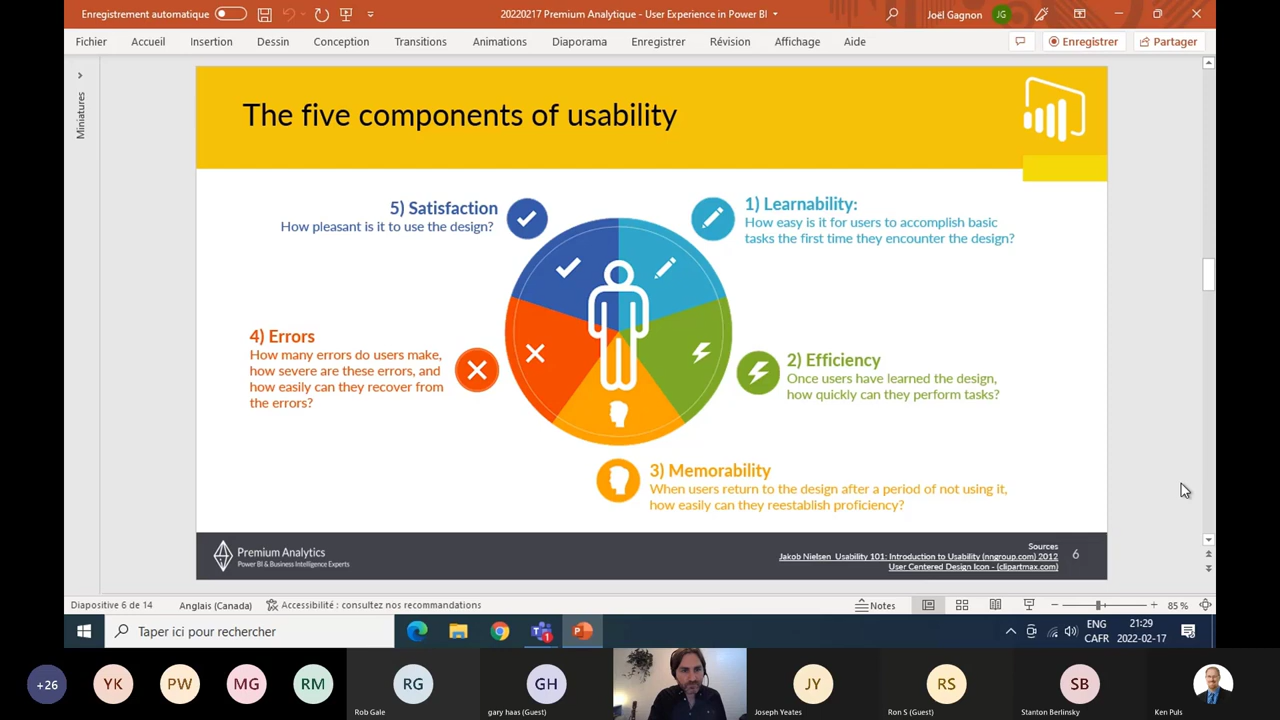 Enregistrement automatique
20220217 Premium Analytique - User Experience in Power BI
Joël Gagnon
JG
Fichier
Accueil
Insertion
Dessin
Conception
Transitions
Animations
Diaporama
Enregistrer
Révision
Affichage
Aide
Enregistrer
Partager
Miniatures
The five components of usability
5) Satisfaction
How pleasant is it to use the design?
1) Learnability:
How easy is it for users to accomplish basic
tasks the first time they encounter the design?
4) Errors
How many errors do users make,
how severe are these errors, and
how easily can they recover from
the errors?
2) Efficiency
Once users have learned the design,
how quickly can they perform tasks?
3) Memorability
When users return to the design after a period of not using it,
how easily can they reestablish proficiency?
Premium Analytics
Power BI & Business Intelligence Experts
Sources
Jakob Nielsen Usability 101: Introduction to Usability (nngroup.com) 2012
User Centered Design Icon - (clipartmax.com)
6
Diapositive 6 de 14
Anglais (Canada)
Accessibilité : consultez nos recommandations
Notes
85 %
Taper ici pour rechercher
ENG
CAFR
21:29
2022-02-17
+26
YK
PW
MG
RM
RG
Rob Gale
GH
gary haas (Guest)
JY
Joseph Yeates
RS
Ron S (Guest)
SB
Stanton Berlinsky
Ken Puls